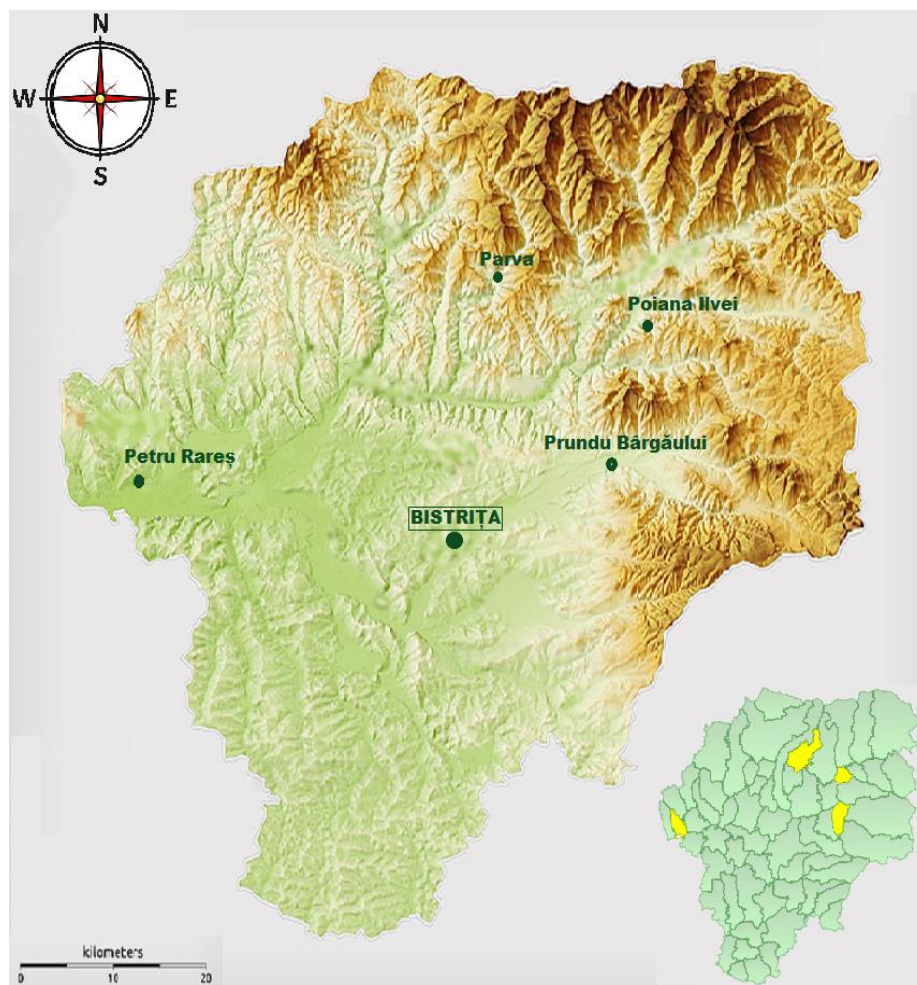 N
W E
S
Parva
Poiana Ilvei
Prundu Bârgăului
Petru Rareș
BISTRIȚA
kilometers
0 10 20